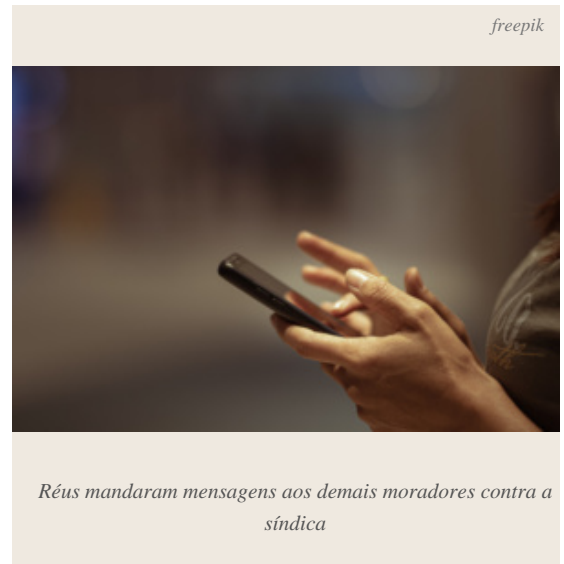 freepik
Réus mandaram mensagens aos demais moradores contra a
síndica